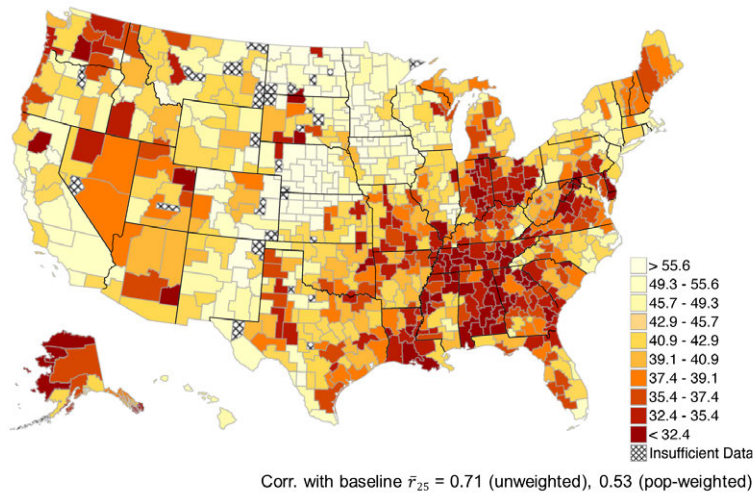 > 55.6
49.3 - 55.6
45.7 - 49.3
42.9 - 45.7
40.9 - 42.9
39.1 - 40.9
37.4 - 39.1
35.4 - 37.4
32.4 - 35.4
< 32.4
Insufficient Data
Corr. with baseline r̄₂₅ = 0.71 (unweighted), 0.53 (pop-weighted)